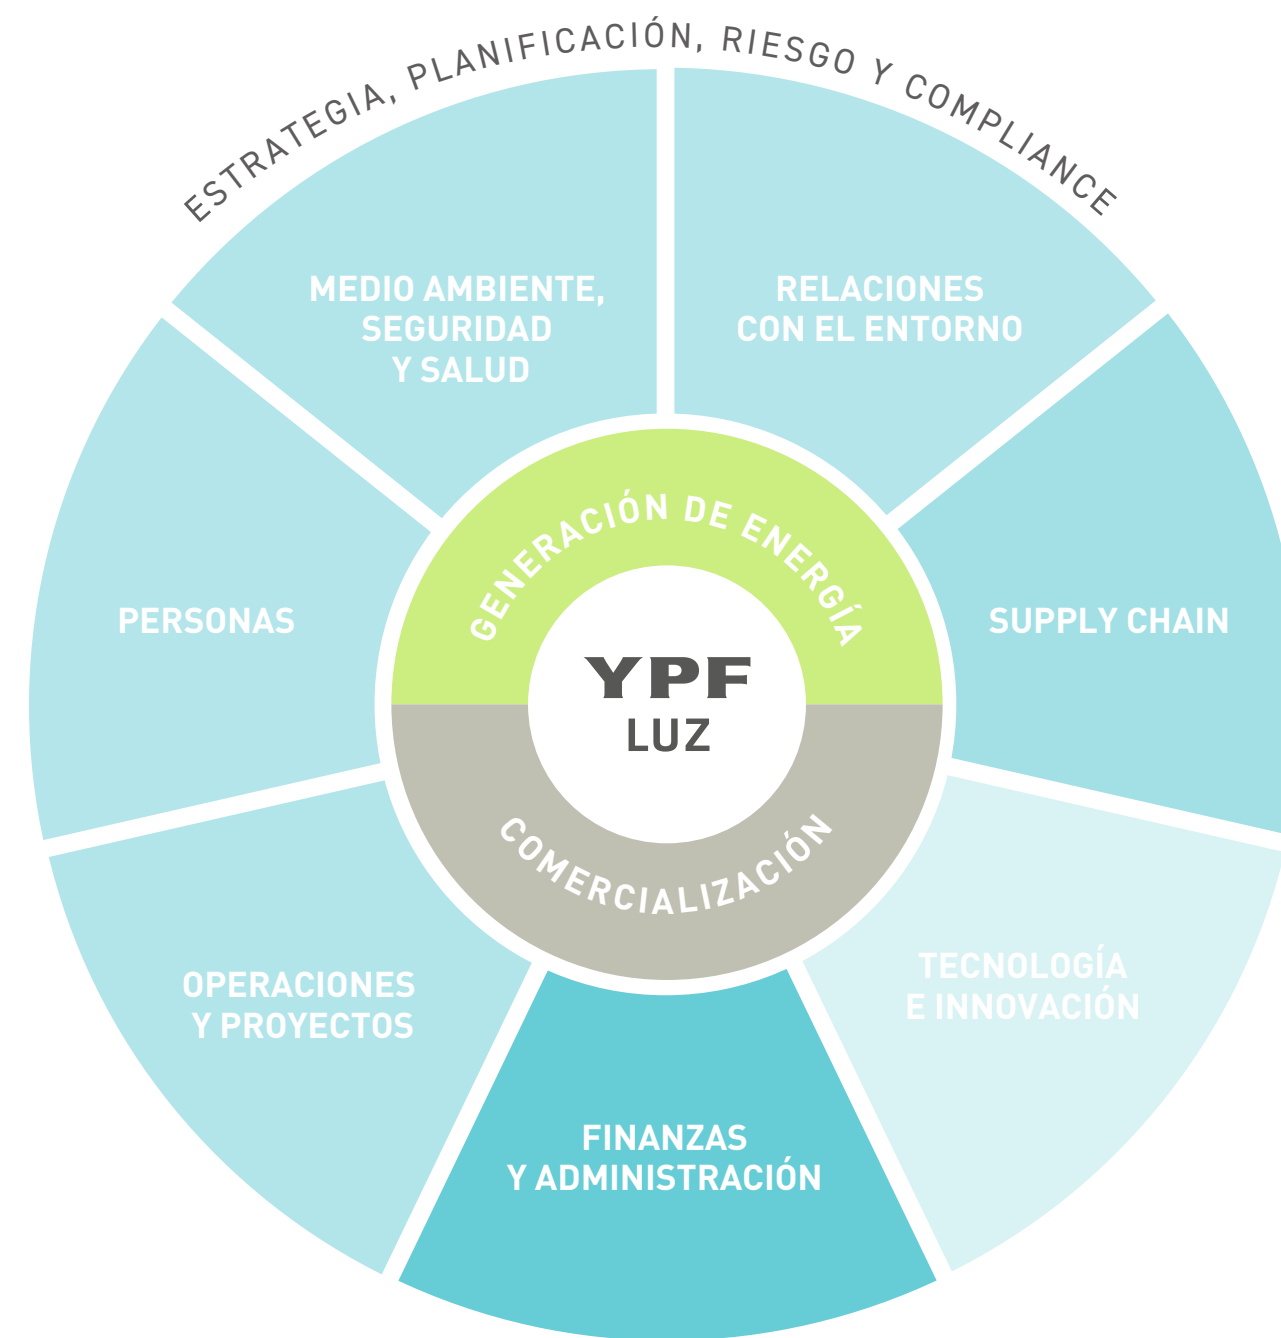 ESTRATEGIA, PLANIFICACIÓN, RIESGO Y COMPLIANCE
MEDIO AMBIENTE,
SEGURIDAD
Y SALUD
RELACIONES
CON EL ENTORNO
PERSONAS
GENERACIÓN DE ENERGÍA
SUPPLY CHAIN
YPF
LUZ
COMERCIALIZACIÓN
OPERACIONES
Y PROYECTOS
TECNOLOGÍA
E INNOVACIÓN
FINANZAS
Y ADMINISTRACIÓN